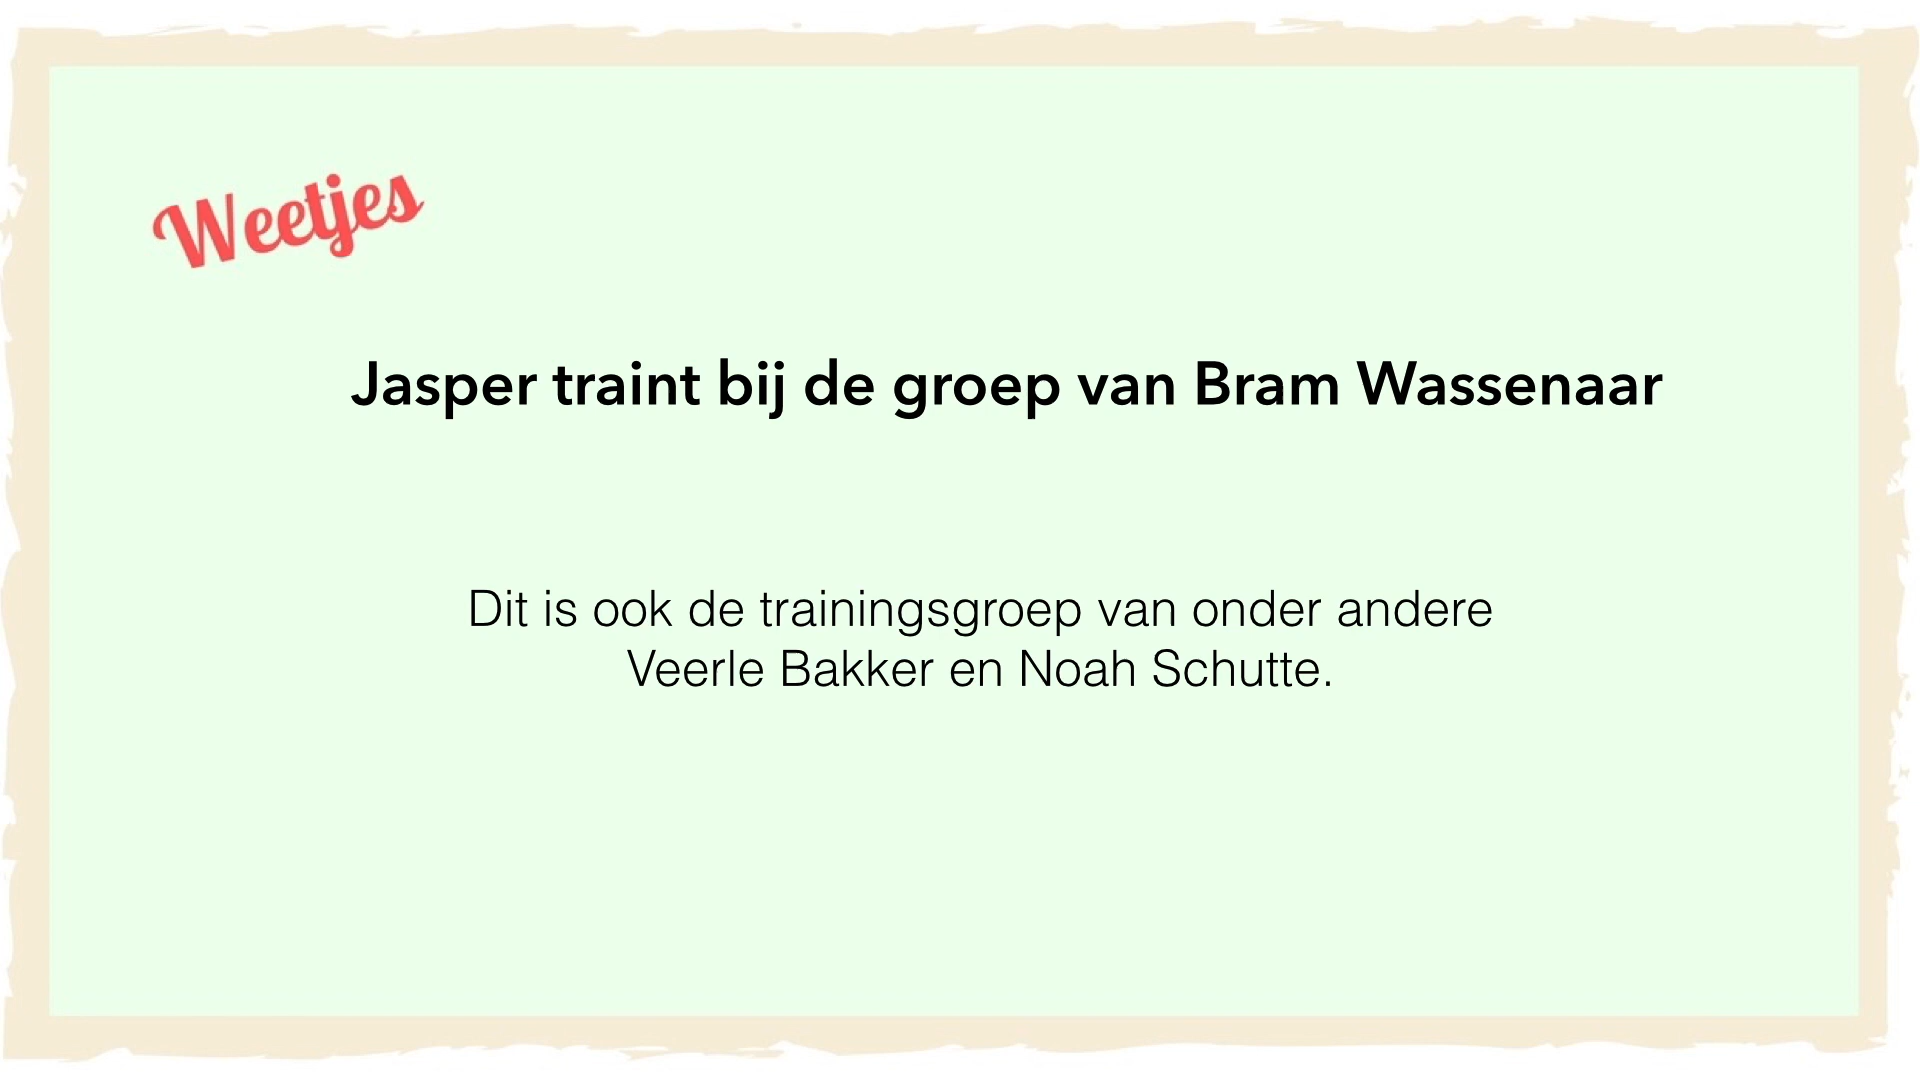 Weetjes
Jasper traint bij de groep van Bram Wassenaar
Dit is ook de trainingsgroep van onder andere
Veerle Bakker en Noah Schutte.